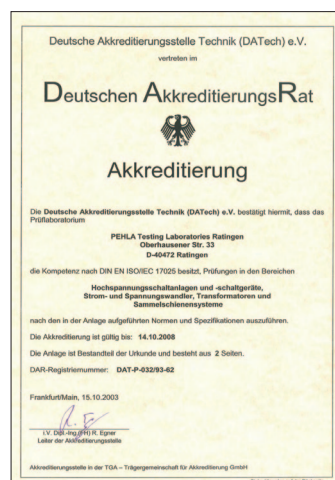 Deutsche Akkreditierungsstelle Technik (DATech) e.V.
vertreten im
Deutschen AkkreditierungsRat
Akkreditierung
Die Deutsche Akkreditierungsstelle Technik (DATech) e.V. bestätigt hiermit, dass das
Prüflaboratorium
PEHLA Testing Laboratories Ratingen
Oberhausener Str. 33
D-40472 Ratingen
die Kompetenz nach DIN EN ISO/IEC 17025 besitzt, Prüfungen in den Bereichen
Hochspannungsschaltanlagen und -schaltgeräte,
Strom- und Spannungswandler, Transformatoren und
Sammelschienensysteme
nach den in der Anlage aufgeführten Normen und Spezifikationen auszuführen.
Die Akkreditierung ist gültig bis: 14.10.2008
Die Anlage ist Bestandteil der Urkunde und besteht aus 2 Seiten.
DAR-Registriernummer: DAT-P-032/93-62
Frankfurt/Main, 15.10.2003
i.V. Dipl.-Ing.(FH) R. Egner
Leiter der Akkreditierungsstelle
Akkreditierungsstelle in der TGA – Trägergemeinschaft für Akkreditierung GmbH